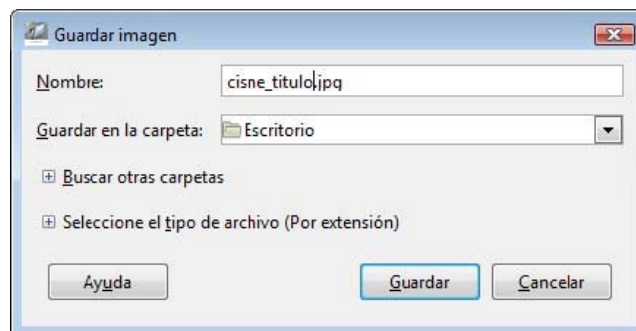 Guardar imagen
Nombre: cisne_titulo.jpg
Guardar en la carpeta: Escritorio
Buscar otras carpetas
Seleccione el tipo de archivo (Por extensión)
Ayuda Guardar Cancelar